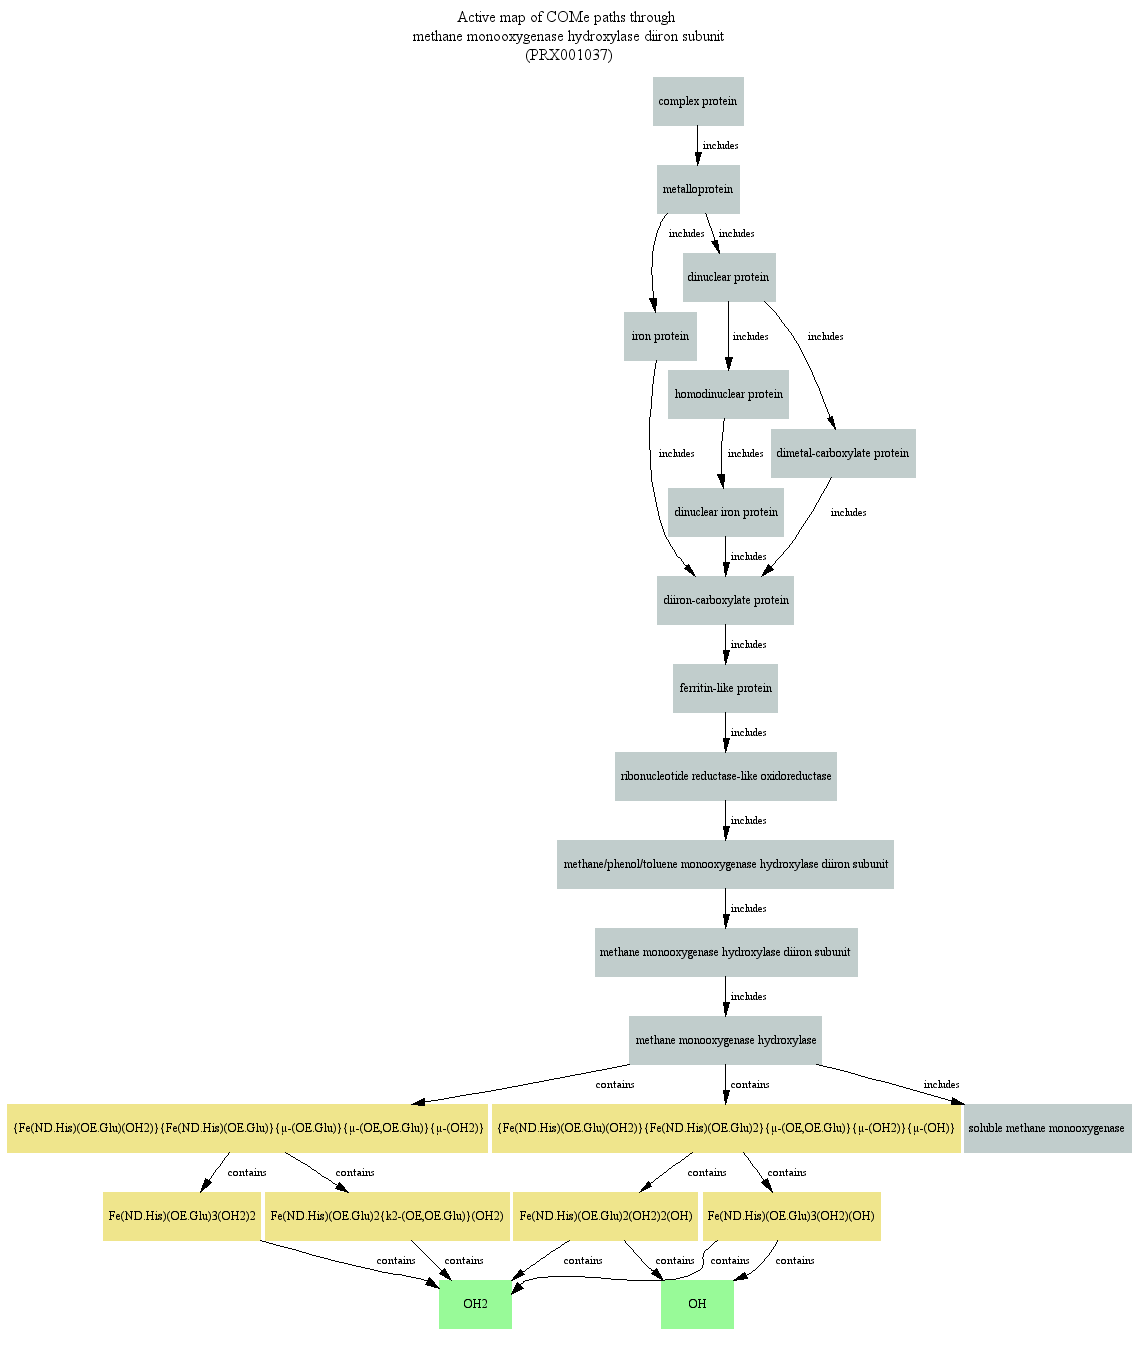 Active map of COMe paths through
methane monooxygenase hydroxylase diiron subunit
(PRX001037)
complex protein
includes
metalloprotein
includes
includes
dinuclear protein
iron protein
includes
includes
homodinuclear protein
dimetal-carboxylate protein
includes
includes
dinuclear iron protein
includes
includes
diiron-carboxylate protein
includes
ferritin-like protein
includes
ribonucleotide reductase-like oxidoreductase
includes
methane/phenol/toluene monooxygenase hydroxylase diiron subunit
includes
methane monooxygenase hydroxylase diiron subunit
includes
methane monooxygenase hydroxylase
contains
contains
includes
{Fe(ND.His)(OE.Glu)(OH2)}{Fe(ND.His)(OE.Glu)}{μ-(OE.Glu)}{μ-(OE,OE.Glu)}{μ-(OH2)}
{Fe(ND.His)(OE.Glu)(OH2)}{Fe(ND.His)(OE.Glu)2}{μ-(OE,OE.Glu)}{μ-(OH2)}{μ-(OH)}
soluble methane monooxygenase
contains
contains
contains
contains
Fe(ND.His)(OE.Glu)3(OH2)2
Fe(ND.His)(OE.Glu)2{k2-(OE,OE.Glu)}(OH2)
Fe(ND.His)(OE.Glu)2(OH2)2(OH)
Fe(ND.His)(OE.Glu)3(OH2)(OH)
contains
contains
contains
contains
contains
contains
OH2
OH